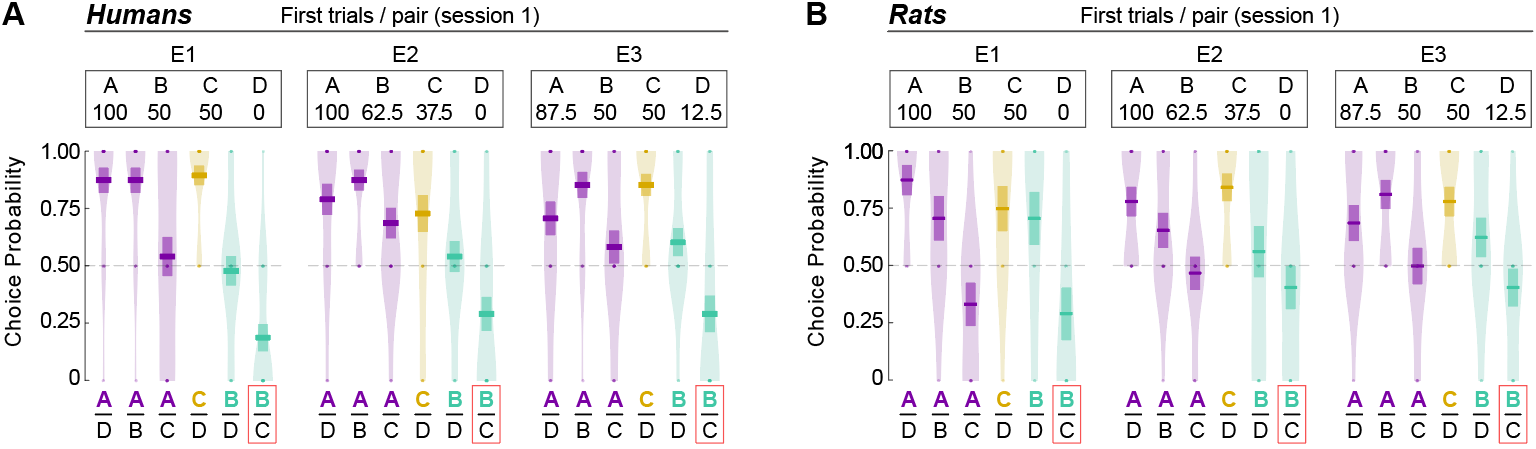 A Humans First trials / pair (session 1)
E1 E2 E3
A B C D A B C D A B C D
100 50 50 0 100 62.5 37.5 0 87.5 50 50 12.5
Choice Probability
1.00
0.75
0.50
0.25
0
A A A C B B A A A C B B A A A C B B
D B C D D C D B C D D C D B C D D C
B Rats First trials / pair (session 1)
E1 E2 E3
A B C D A B C D A B C D
100 50 50 0 100 62.5 37.5 0 87.5 50 50 12.5
Choice Probability
1.00
0.75
0.50
0.25
0
A A A C B B A A A C B B A A A C B B
D B C D D C D B C D D C D B C D D C